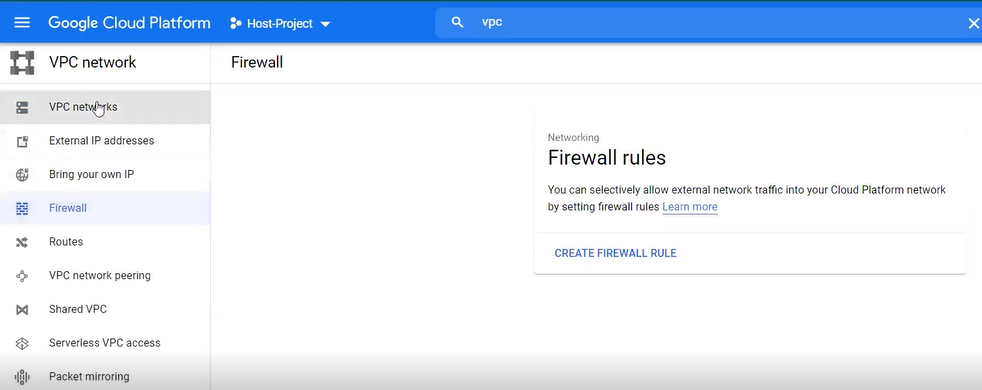 Google Cloud Platform
Host-Project
vpc
VPC network
Firewall
VPC networks
External IP addresses
Bring your own IP
Firewall
Routes
VPC network peering
Shared VPC
Serverless VPC access
Packet mirroring
Networking
Firewall rules
You can selectively allow external network traffic into your Cloud Platform network
by setting firewall rules Learn more
CREATE FIREWALL RULE